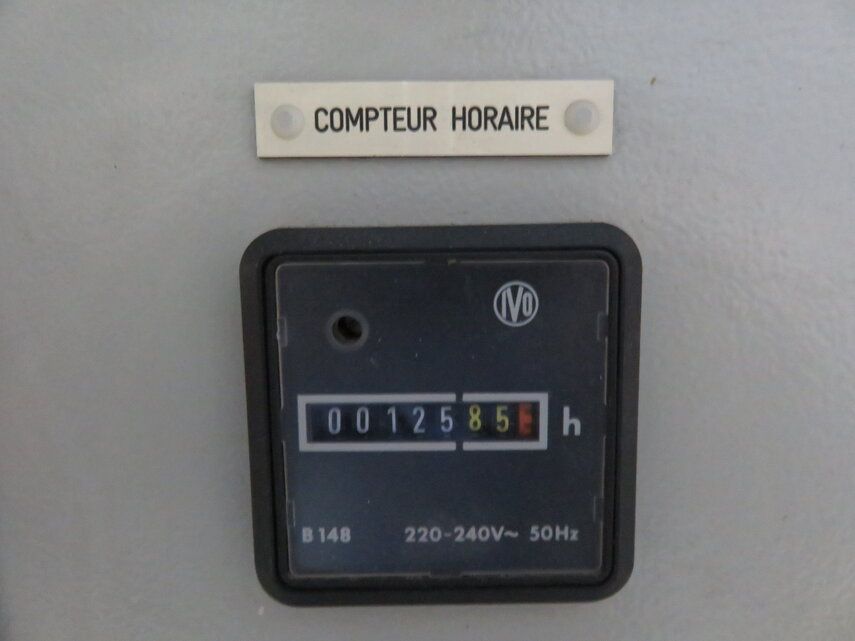 COMPTEUR HORAIRE
IVO
0012585 h
B 148 220-240V~ 50Hz